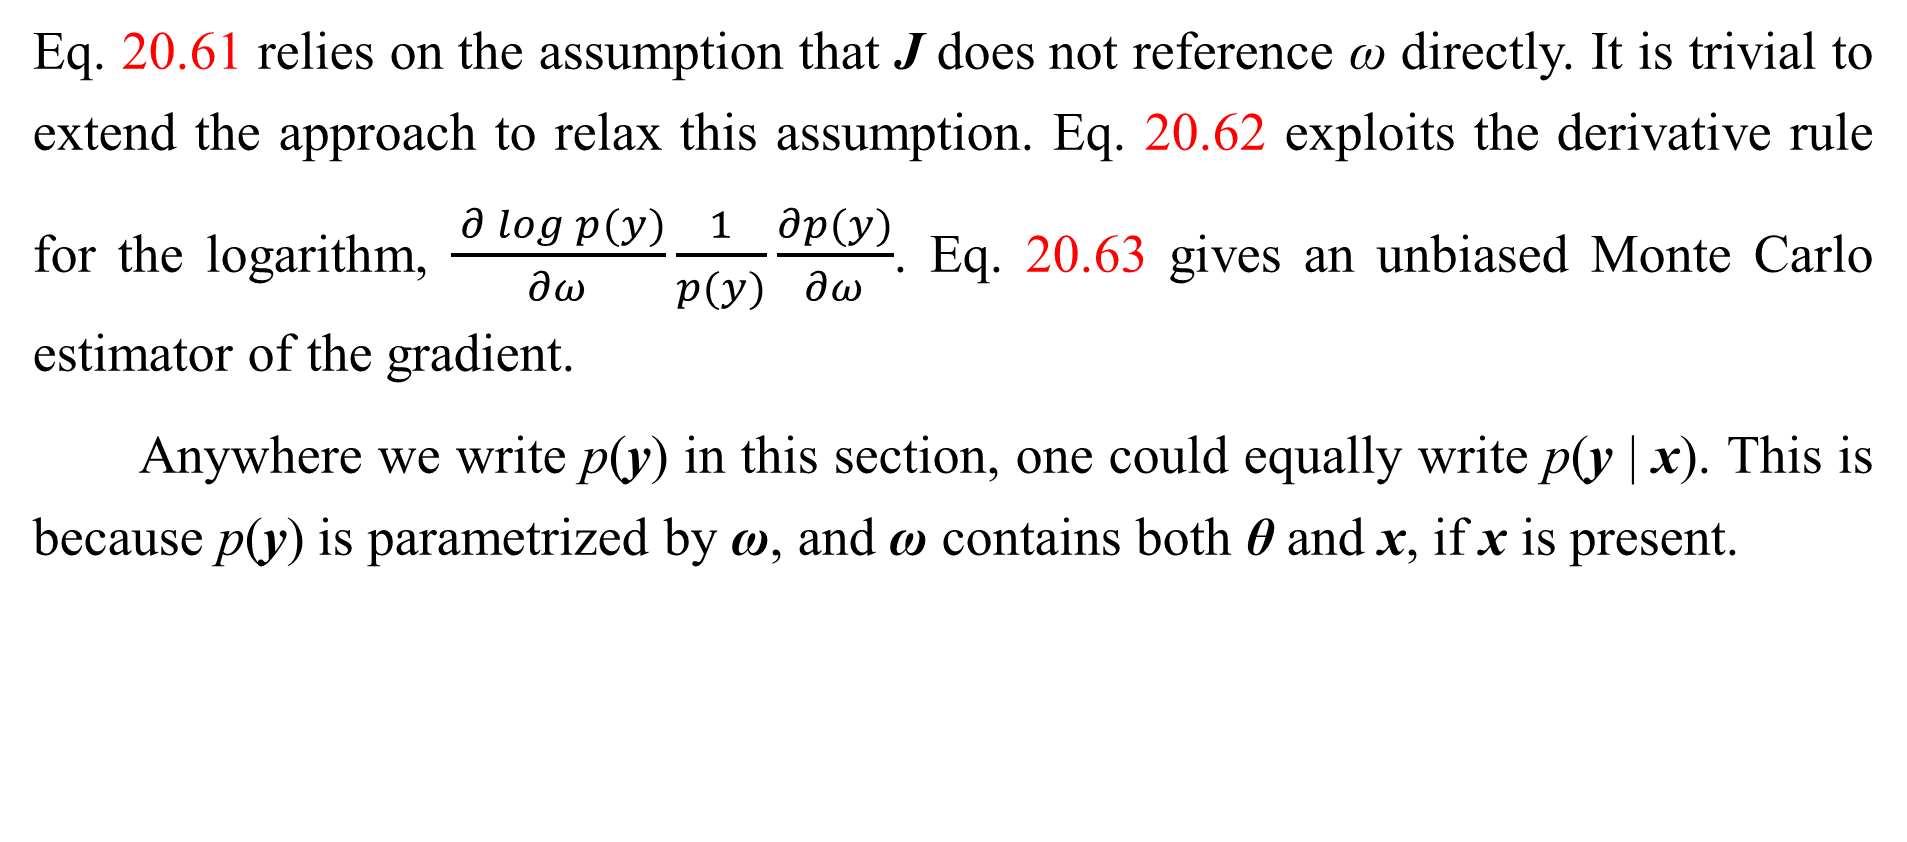 Eq. 20.61 relies on the assumption that J does not reference ω directly. It is trivial to
extend the approach to relax this assumption. Eq. 20.62 exploits the derivative rule
for the logarithm, \frac{∂ log p(y)}{∂ω} \frac{1}{p(y)} \frac{∂p(y)}{∂ω}. Eq. 20.63 gives an unbiased Monte Carlo
estimator of the gradient.
Anywhere we write p(y) in this section, one could equally write p(y | x). This is
because p(y) is parametrized by ω, and ω contains both θ and x, if x is present.